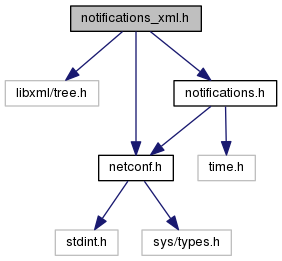 notifications_xml.h
libxml/tree.h
notifications.h
netconf.h
time.h
stdint.h
sys/types.h